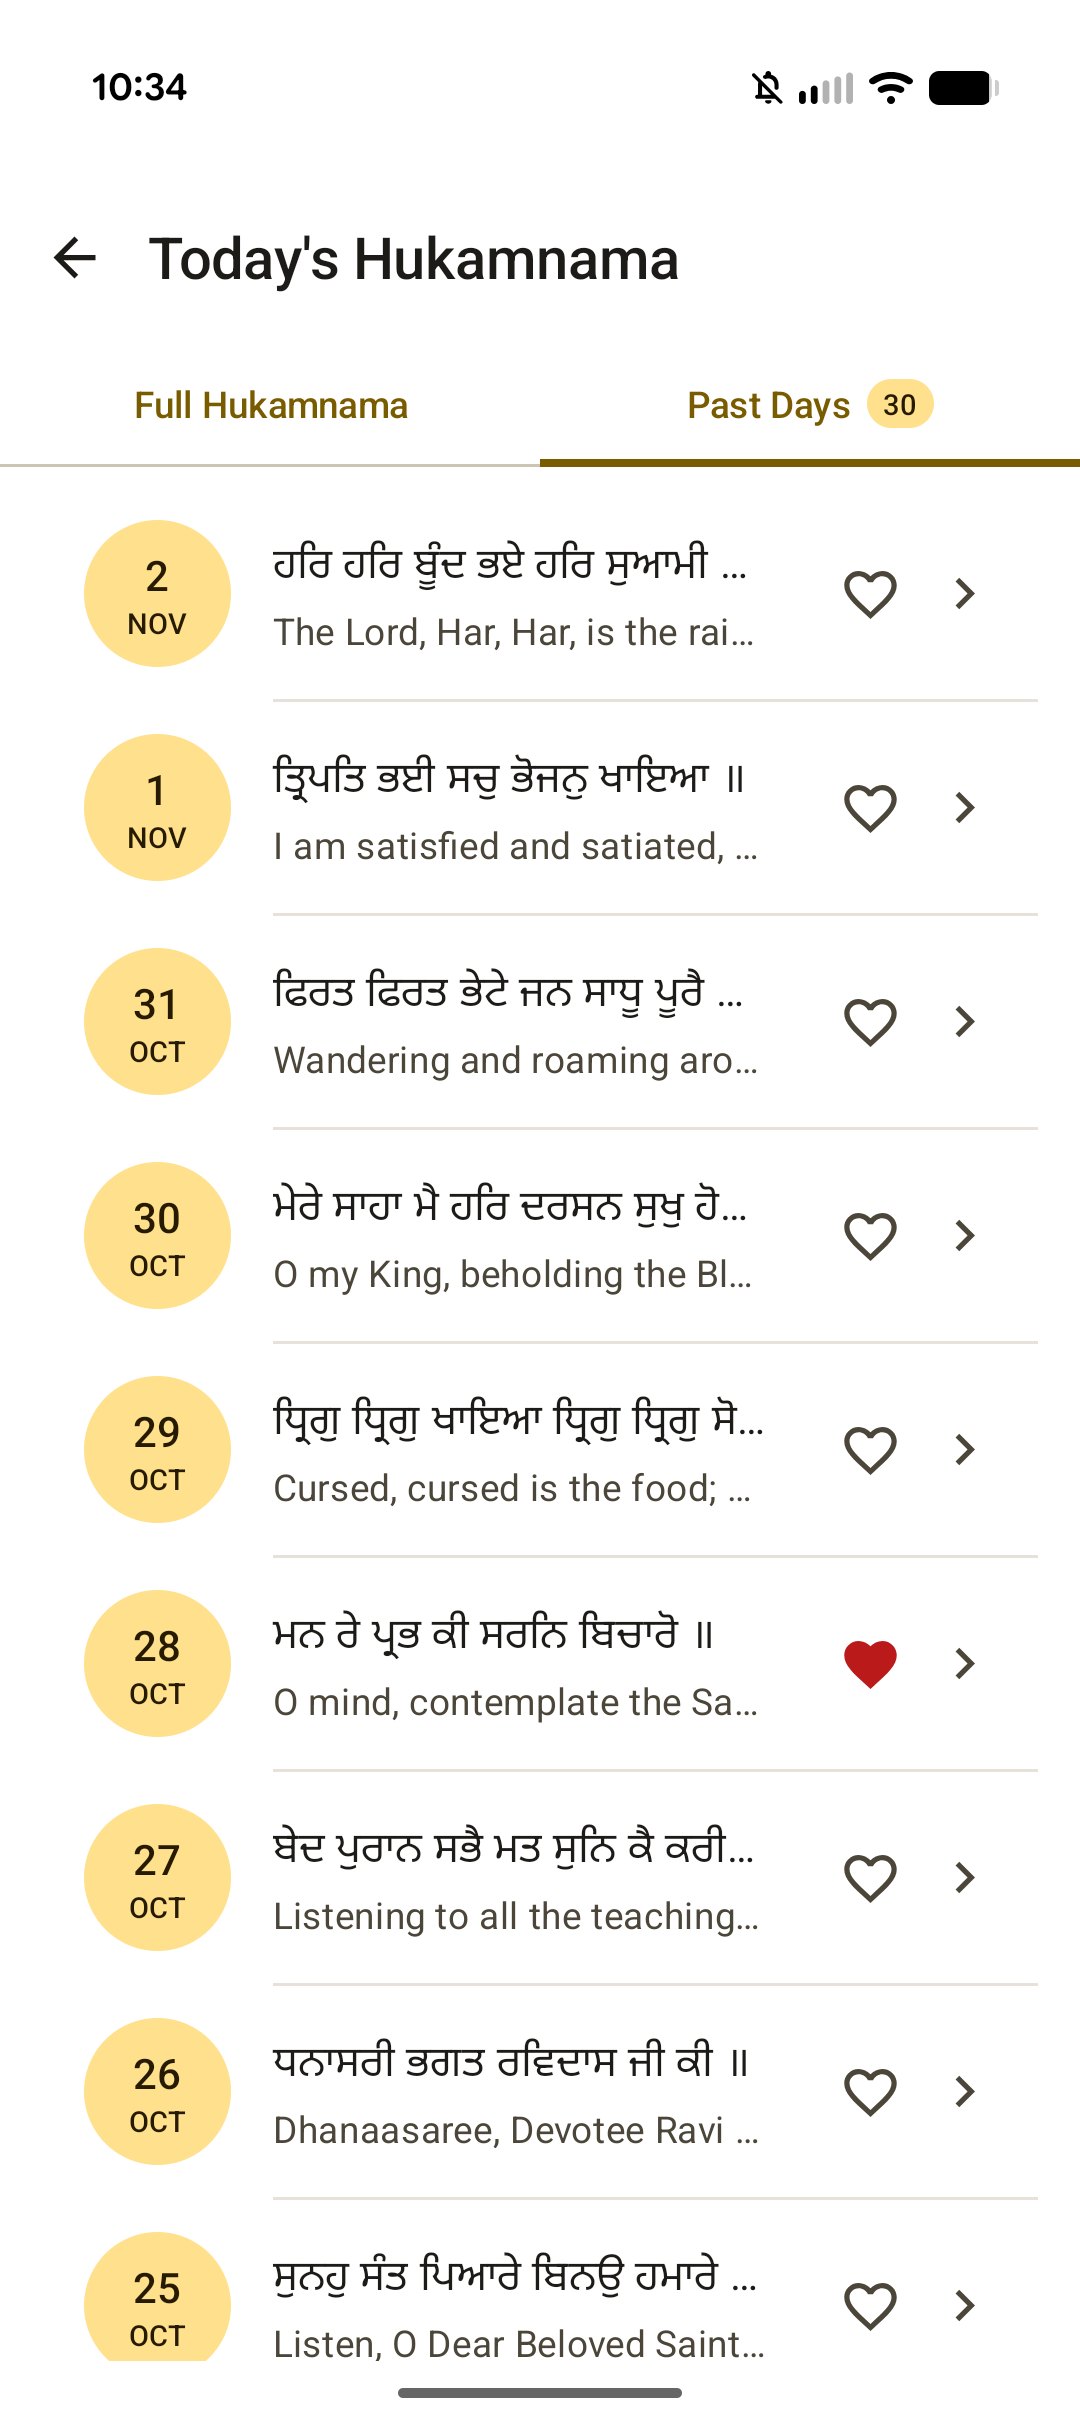 10:34
Today's Hukamnama
Full Hukamnama
Past Days 30
2
NOV
ਹਰਿ ਹਰਿ ਬੂੰਦ ਭਏ ਹਰਿ ਸੁਆਮੀ ...
The Lord, Har, Har, is the rai...
1
NOV
ਤ੍ਰਿਪਤਿ ਭਈ ਸਚੁ ਭੋਜਨੁ ਖਾਇਆ ॥
I am satisfied and satiated, ...
31
OCT
ਫਿਰਤ ਫਿਰਤ ਭੇਟੇ ਜਨ ਸਾਧੂ ਪੂਰੈ ...
Wandering and roaming aro...
30
OCT
ਮੇਰੇ ਸਾਹਾ ਮੈ ਹਰਿ ਦਰਸਨ ਸੁਖੁ ਹੋ...
O my King, beholding the Bl...
29
OCT
ਧ੍ਰਿਗੁ ਧ੍ਰਿਗੁ ਖਾਇਆ ਧ੍ਰਿਗੁ ਧ੍ਰਿਗੁ ਸੋ...
Cursed, cursed is the food; ...
28
OCT
ਮਨ ਰੇ ਪ੍ਰਭ ਕੀ ਸਰਨਿ ਬਿਚਾਰੋ ॥
O mind, contemplate the Sa...
27
OCT
ਬੇਦ ਪੁਰਾਨ ਸਭੈ ਮਤ ਸੁਨਿ ਕੈ ਕਰੀ...
Listening to all the teaching...
26
OCT
ਧਨਾਸਰੀ ਭਗਤ ਰਵਿਦਾਸ ਜੀ ਕੀ ॥
Dhanaasaree, Devotee Ravi ...
25
OCT
ਸੁਨਹੁ ਸੰਤ ਪਿਆਰੇ ਬਿਨਉ ਹਮਾਰੇ ...
Listen, O Dear Beloved Saint...